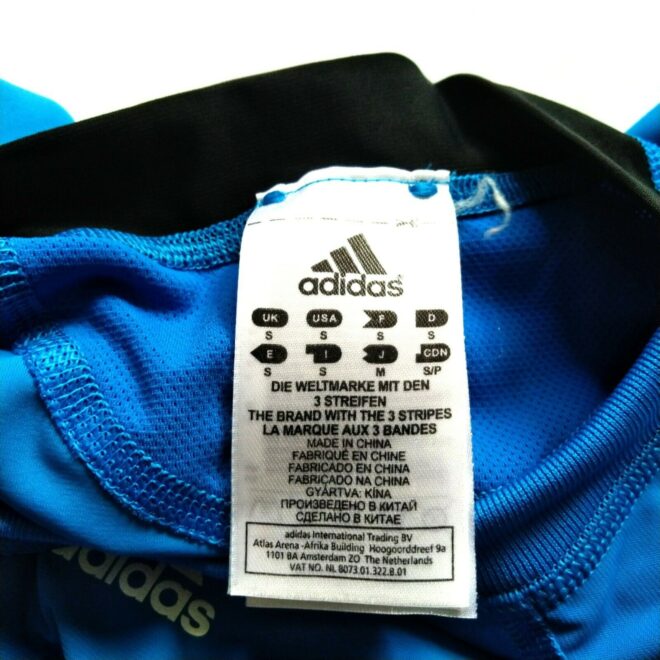 adidas
UK USA F D
S S S S
E I J CDN
S S M S/P
DIE WELTMARKE MIT DEN
3 STREIFEN
THE BRAND WITH THE 3 STRIPES
LA MARQUE AUX 3 BANDES
MADE IN CHINA
FABRIQUÉ EN CHINE
FABRICADO EN CHINA
FABRICADO NA CHINA
GYÁRTVA: KÍNA
ПРОИЗВЕДЕНО В КИТАЙ
СДЕЛАНО В КИТАЕ
adidas International Trading BV
Atlas Arena -Afrika Building Hoogoorddreef 9a
1101 BA Amsterdam ZO The Netherlands
VAT NO. NL 8073.01.322.B.01
adidas